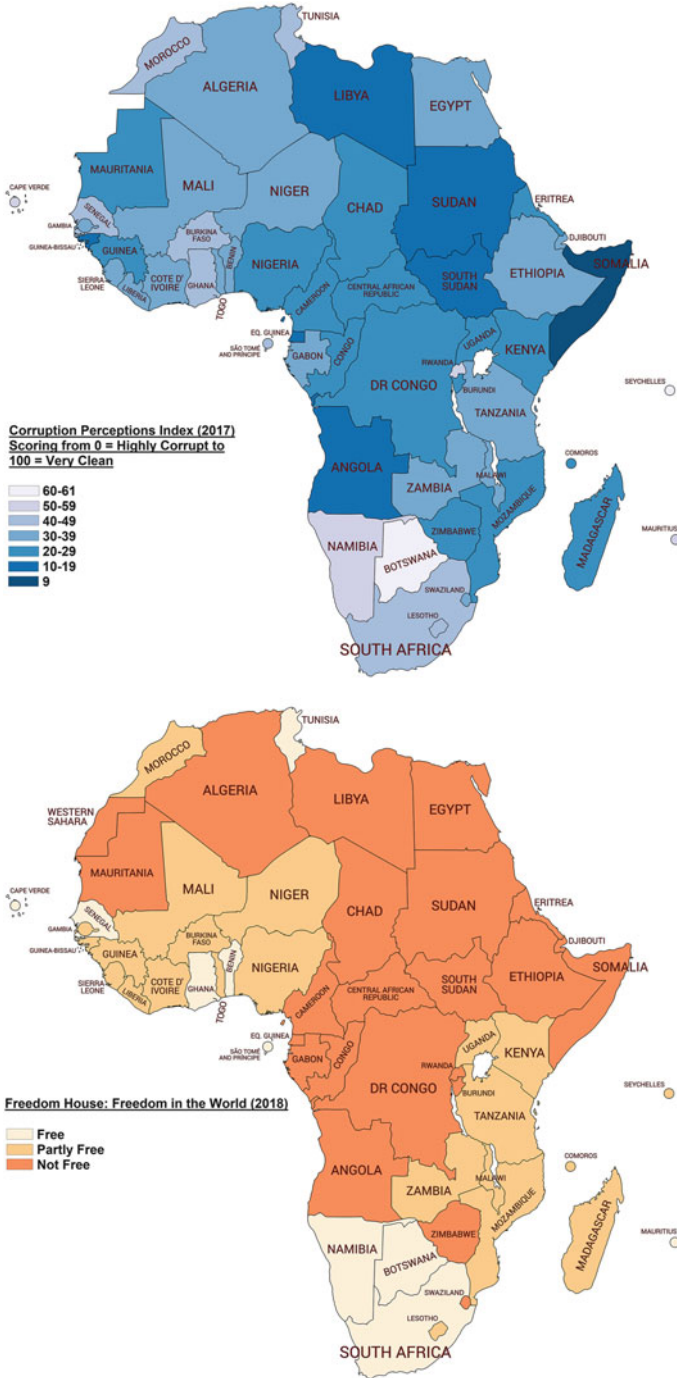 TUNISIA
MOROCCO
ALGERIA
LIBYA
EGYPT
MAURITANIA
CAPE VERDE
MALI
NIGER
CHAD
SUDAN
ERITREA
SENEGAL
GAMBIA
BURKINA
FASO
DJIBOUTI
GUINEA-BISSAU
GUINEA
BENIN
NIGERIA
ETHIOPIA
SOMALIA
SIERRA
LEONE
LIBERIA
COTE D'
IVOIRE
GHANA
TOGO
CAMEROON
CENTRAL AFRICAN
REPUBLIC
SOUTH
SUDAN
EQ. GUINEA
SÃO TOMÉ
AND PRÍNCIPE
GABON
CONGO
UGANDA
KENYA
RWANDA
DR CONGO
BURUNDI
SEYCHELLES
TANZANIA
Corruption Perceptions Index (2017)
Scoring from 0 = Highly Corrupt to
100 = Very Clean
60-61
50-59
40-49
30-39
20-29
10-19
9
ANGOLA
COMOROS
ZAMBIA
MALAWI
MOZAMBIQUE
ZIMBABWE
MADAGASCAR
MAURITIUS
NAMIBIA
BOTSWANA
SWAZILAND
LESOTHO
SOUTH AFRICA
TUNISIA
MOROCCO
ALGERIA
LIBYA
EGYPT
WESTERN
SAHARA
MAURITANIA
CAPE VERDE
MALI
NIGER
CHAD
SUDAN
ERITREA
SENEGAL
GAMBIA
BURKINA
FASO
DJIBOUTI
GUINEA-BISSAU
GUINEA
BENIN
NIGERIA
ETHIOPIA
SOMALIA
SIERRA
LEONE
LIBERIA
COTE D'
IVOIRE
GHANA
TOGO
CAMEROON
CENTRAL AFRICAN
REPUBLIC
SOUTH
SUDAN
EQ. GUINEA
SÃO TOMÉ
AND PRÍNCIPE
GABON
CONGO
UGANDA
KENYA
RWANDA
DR CONGO
BURUNDI
SEYCHELLES
TANZANIA
Freedom House: Freedom in the World (2018)
Free
Partly Free
Not Free
ANGOLA
COMOROS
ZAMBIA
MALAWI
MOZAMBIQUE
ZIMBABWE
MADAGASCAR
MAURITIUS
NAMIBIA
BOTSWANA
SWAZILAND
LESOTHO
SOUTH AFRICA